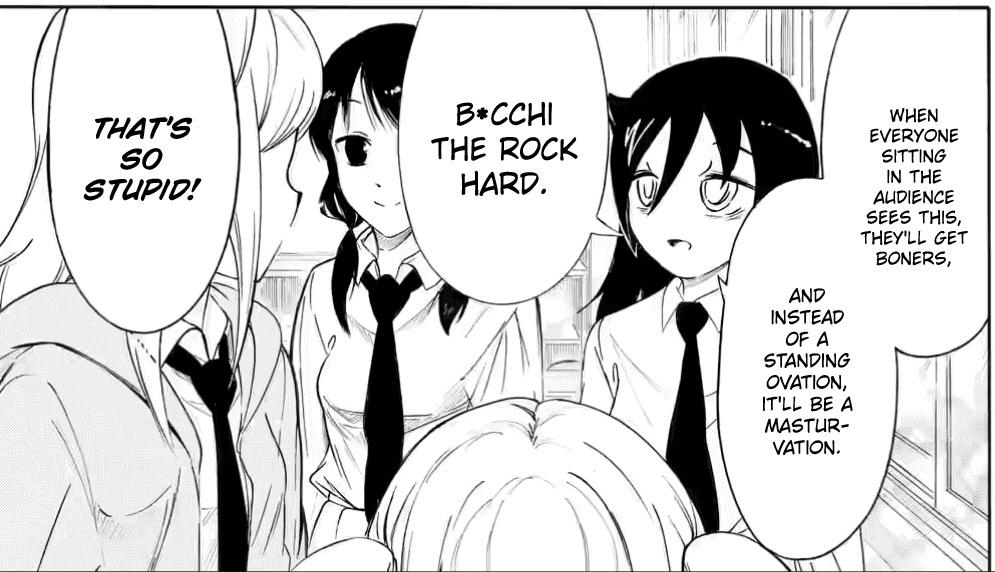 WHEN
EVERYONE
SITTING
IN THE
AUDIENCE
SEES THIS,
THEY'LL GET
BONERS,
AND
INSTEAD
OF A
STANDING
OVATION,
IT'LL BE A
MASTUR-
VATION.
B*CCHI
THE ROCK
HARD.
THAT'S
SO
STUPID!